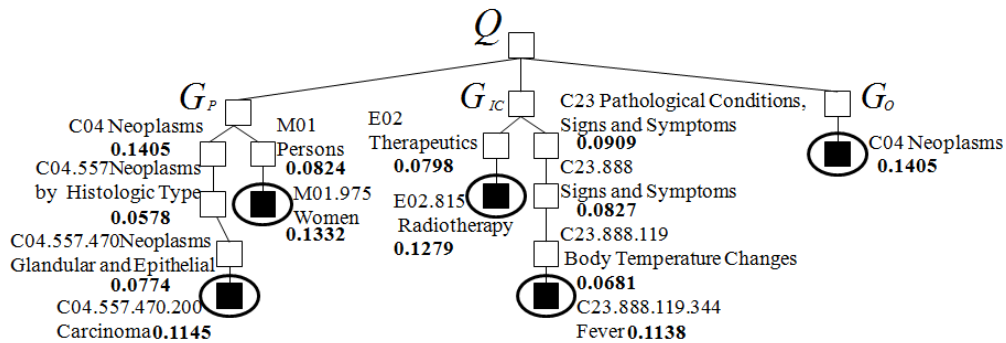 Q
G_P
C04 Neoplasms
0.1405
C04.557Neoplasms
by Histologic Type
0.0578
C04.557.470Neoplasms
Glandular and Epithelial
0.0774
C04.557.470.200
Carcinoma0.1145
M01
Persons
0.0824
M01.975
Women
0.1332
G_IC
E02
Therapeutics
0.0798
E02.815
Radiotherapy
0.1279
C23 Pathological Conditions,
Signs and Symptoms
0.0909
C23.888
Signs and Symptoms
0.0827
C23.888.119
Body Temperature Changes
0.0681
C23.888.119.344
Fever0.1138
G_O
C04 Neoplasms
0.1405